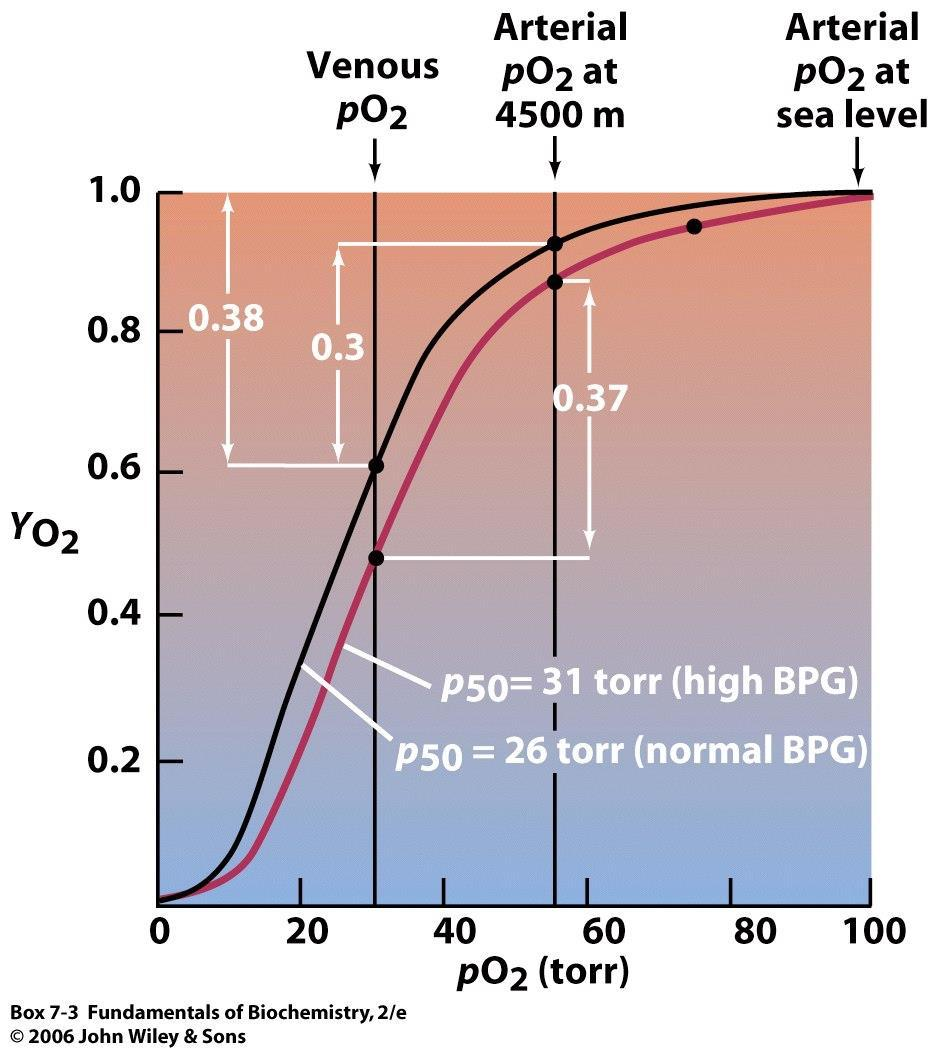 Arterial
pO2 at
4500 m
Arterial
pO2 at
sea level
Venous
pO2
1.0
0.8
0.6
0.4
0.2
YO2
0.38
0.3
0.37
p50= 31 torr (high BPG)
p50 = 26 torr (normal BPG)
0
20
40
60
80
100
pO2 (torr)
Box 7-3 Fundamentals of Biochemistry, 2/e
© 2006 John Wiley & Sons